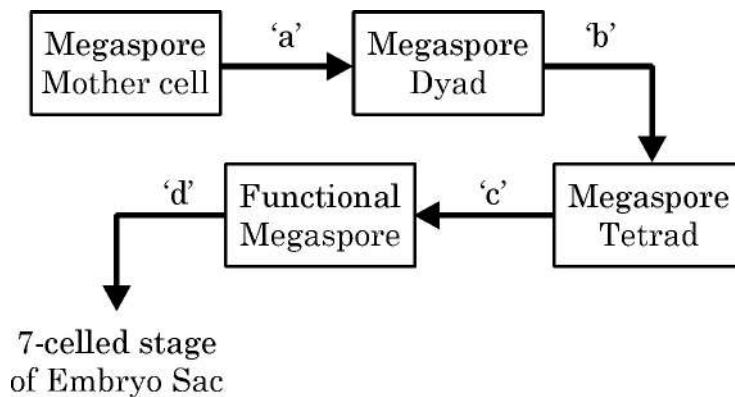 Megaspore
Mother cell
‘a’
Megaspore
Dyad
‘b’
Megaspore
Tetrad
‘c’
Functional
Megaspore
‘d’
7-celled stage
of Embryo Sac